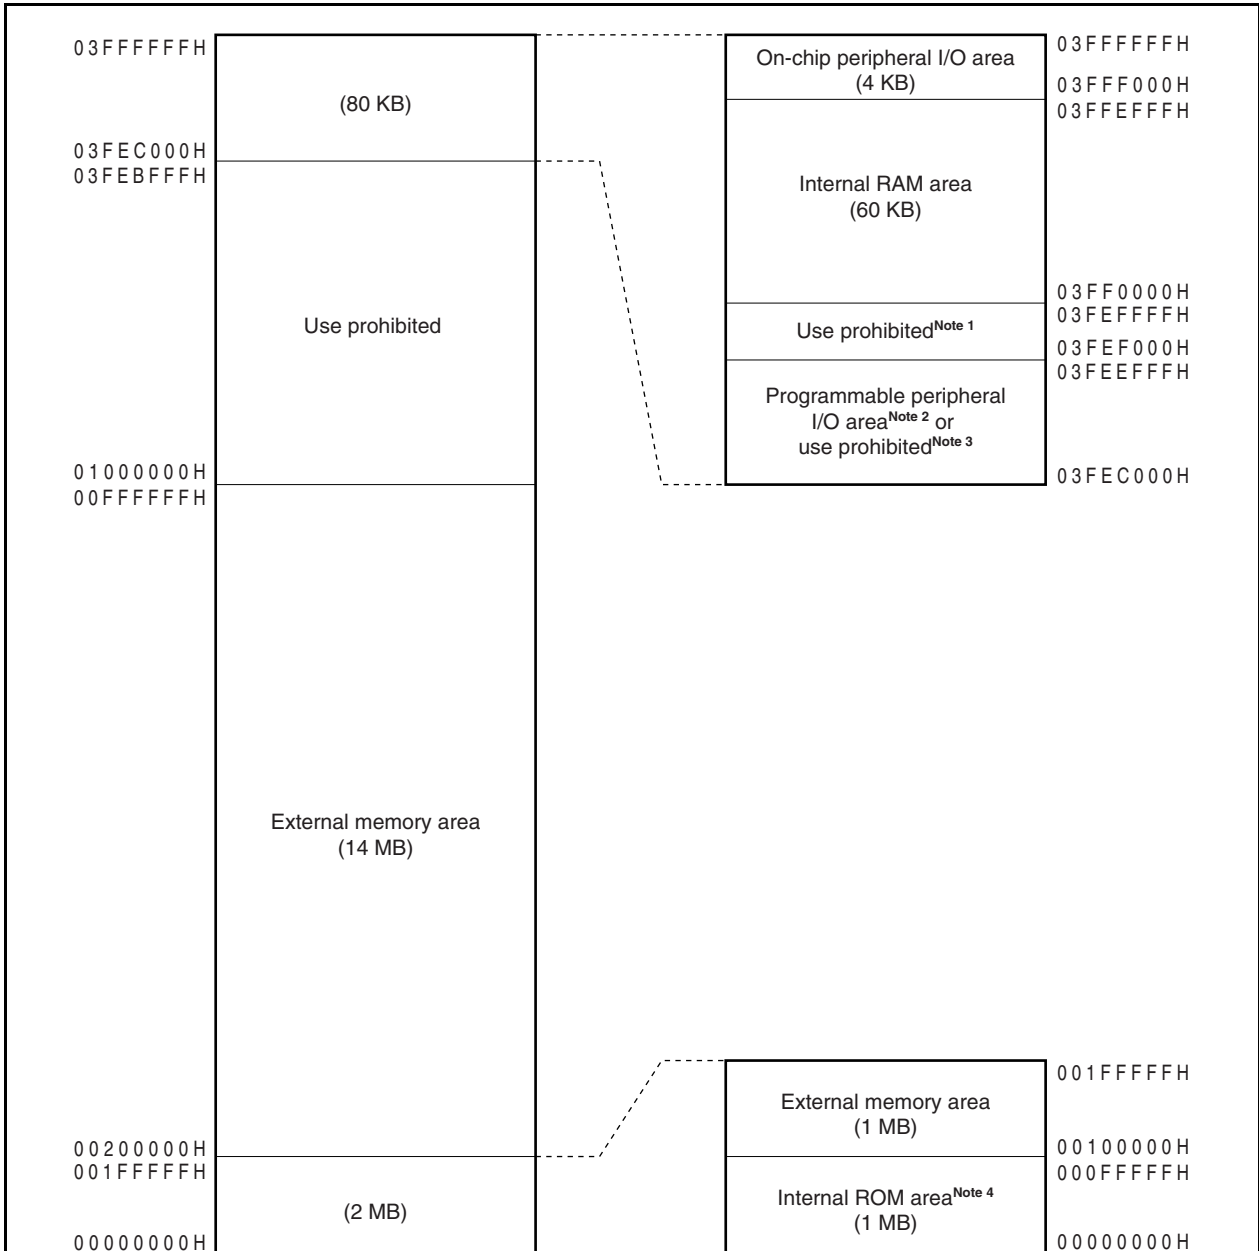 03FFFFFFH
(80 KB)
03FEC000H
03FEBFFFH
Use prohibited
01000000H
00FFFFFFH
External memory area
(14 MB)
00200000H
001FFFFFH
(2 MB)
00000000H
On-chip peripheral I/O area
(4 KB)
03FFFFFFH
03FFF000H
03FFEFFFH
Internal RAM area
(60 KB)
03FF0000H
03FEFFFFH
Use prohibitedNote 1
03FEF000H
03FEEFFFH
Programmable peripheral
I/O areaNote 2 or
use prohibitedNote 3
03FEC000H
001FFFFFH
External memory area
(1 MB)
00100000H
000FFFFFH
Internal ROM areaNote 4
(1 MB)
00000000H